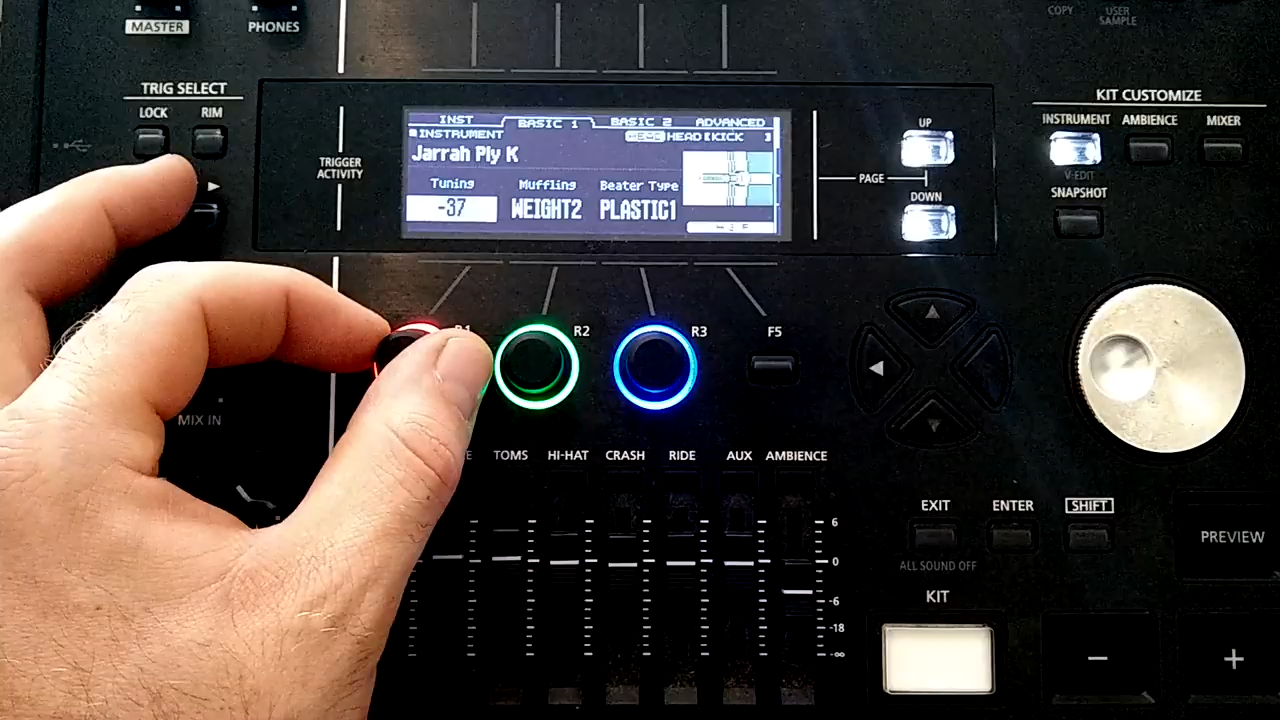 MASTER
PHONES
COPY
USER SAMPLE
TRIG SELECT
LOCK
RIM
TRIGGER ACTIVITY
INST
BASIC 1
BASIC 2
ADVANCED
INSTRUMENT
HEAD
KICK
Jarrah Ply K
Tuning
Muffling
Beater Type
-37
WEIGHT2
PLASTIC1
UP
PAGE
DOWN
KIT CUSTOMIZE
INSTRUMENT
AMBIENCE
MIXER
V-EDIT
SNAPSHOT
R2
R3
F5
MIX IN
TOMS
HI-HAT
CRASH
RIDE
AUX
AMBIENCE
6
0
-6
-18
-∞
EXIT
ENTER
SHIFT
ALL SOUND OFF
PREVIEW
KIT
−
+